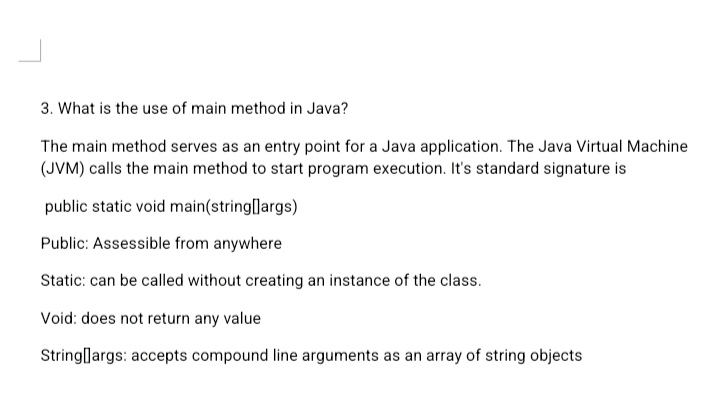 3. What is the use of main method in Java?
The main method serves as an entry point for a Java application. The Java Virtual Machine
(JVM) calls the main method to start program execution. It's standard signature is
public static void main(string[]args)
Public: Assessible from anywhere
Static: can be called without creating an instance of the class.
Void: does not return any value
String[]args: accepts compound line arguments as an array of string objects